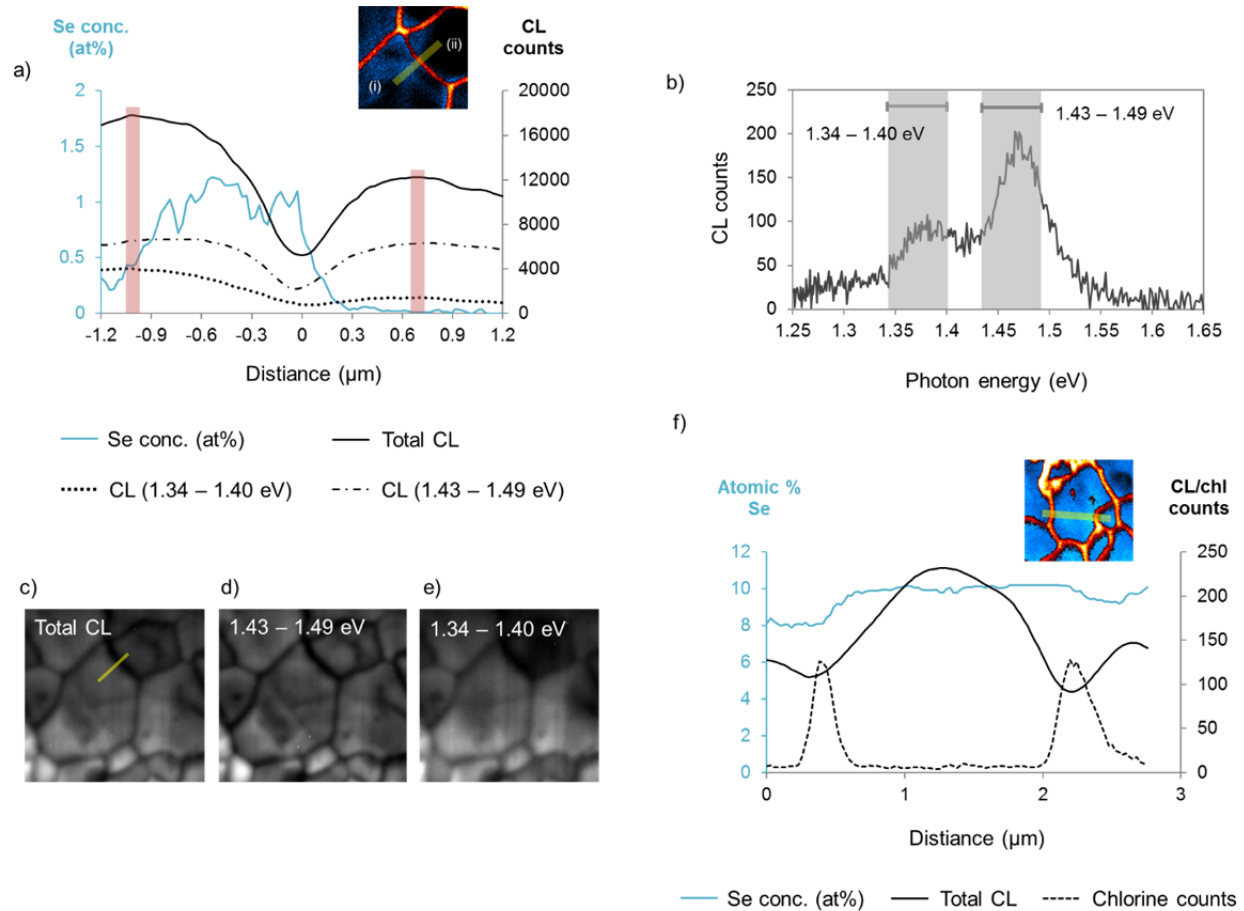 a)
Se conc.
(at%)
CL
counts
(i)
(ii)
2
1.5
1
0.5
0
20000
16000
12000
8000
4000
0
-1.2 -0.9 -0.6 -0.3 0 0.3 0.6 0.9 1.2
Distiance (µm)
Se conc. (at%)
Total CL
CL (1.34 – 1.40 eV)
CL (1.43 – 1.49 eV)
b)
CL counts
250
200
150
100
50
0
1.34 – 1.40 eV
1.43 – 1.49 eV
1.25 1.3 1.35 1.4 1.45 1.5 1.55 1.6 1.65
Photon energy (eV)
c)
Total CL
d)
1.43 – 1.49 eV
e)
1.34 – 1.40 eV
f)
Atomic %
Se
CL/chl
counts
12
10
8
6
4
2
0
250
200
150
100
50
0
0 1 2 3
Distiance (µm)
Se conc. (at%)
Total CL
Chlorine counts